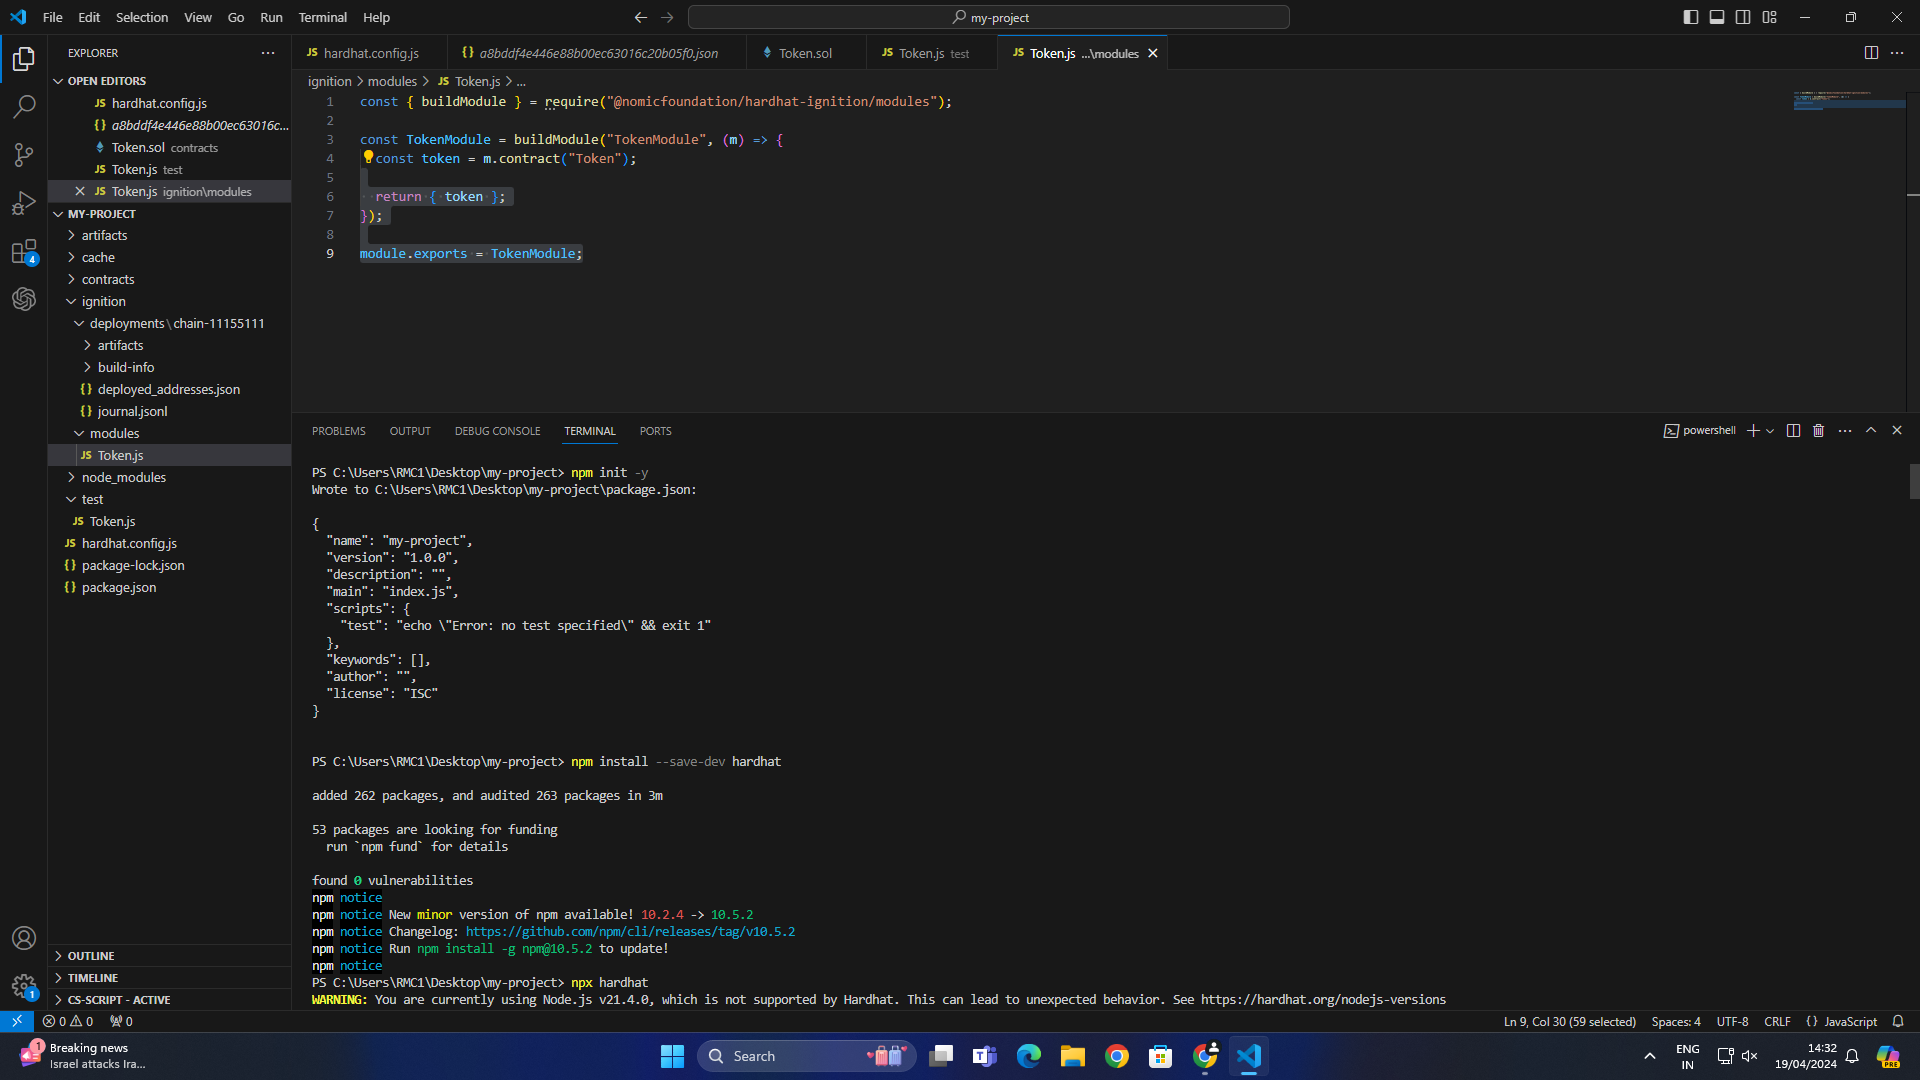 File Edit Selection View Go Run Terminal Help
my-project
EXPLORER
OPEN EDITORS
JS hardhat.config.js
{} a8bddf4e446e88b00ec63016c...
Token.sol contracts
JS Token.js test
JS Token.js ignition\modules
MY-PROJECT
artifacts
cache
contracts
ignition
deployments\chain-11155111
artifacts
build-info
{} deployed_addresses.json
{} journal.jsonl
modules
JS Token.js
node_modules
test
JS Token.js
JS hardhat.config.js
{} package-lock.json
{} package.json
OUTLINE
TIMELINE
CS-SCRIPT - ACTIVE
4
1
JS hardhat.config.js {} a8bddf4e446e88b00ec63016c20b05f0.json Token.sol JS Token.js test JS Token.js ...\modules
ignition > modules > JS Token.js > ...
1 const { buildModule } = require("@nomicfoundation/hardhat-ignition/modules");
2
3 const TokenModule = buildModule("TokenModule", (m) => {
4 const token = m.contract("Token");
5
6 return { token };
7 });
8
9 module.exports = TokenModule;
PROBLEMS OUTPUT DEBUG CONSOLE TERMINAL PORTS
powershell
PS C:\Users\RMC1\Desktop\my-project> npm init -y
Wrote to C:\Users\RMC1\Desktop\my-project\package.json:
{
"name": "my-project",
"version": "1.0.0",
"description": "",
"main": "index.js",
"scripts": {
"test": "echo \"Error: no test specified\" && exit 1"
},
"keywords": [],
"author": "",
"license": "ISC"
}
PS C:\Users\RMC1\Desktop\my-project> npm install --save-dev hardhat
added 262 packages, and audited 263 packages in 3m
53 packages are looking for funding
run `npm fund` for details
found 0 vulnerabilities
npm notice
npm notice New minor version of npm available! 10.2.4 -> 10.5.2
npm notice Changelog: https://github.com/npm/cli/releases/tag/v10.5.2
npm notice Run npm install -g npm@10.5.2 to update!
npm notice
PS C:\Users\RMC1\Desktop\my-project> npx hardhat
WARNING: You are currently using Node.js v21.4.0, which is not supported by Hardhat. This can lead to unexpected behavior. See https://hardhat.org/nodejs-versions
0 0 0
Ln 9, Col 30 (59 selected) Spaces: 4 UTF-8 CRLF {} JavaScript
1
Breaking news
Israel attacks Ira...
Search
ENG
IN
14:32
19/04/2024
PRE